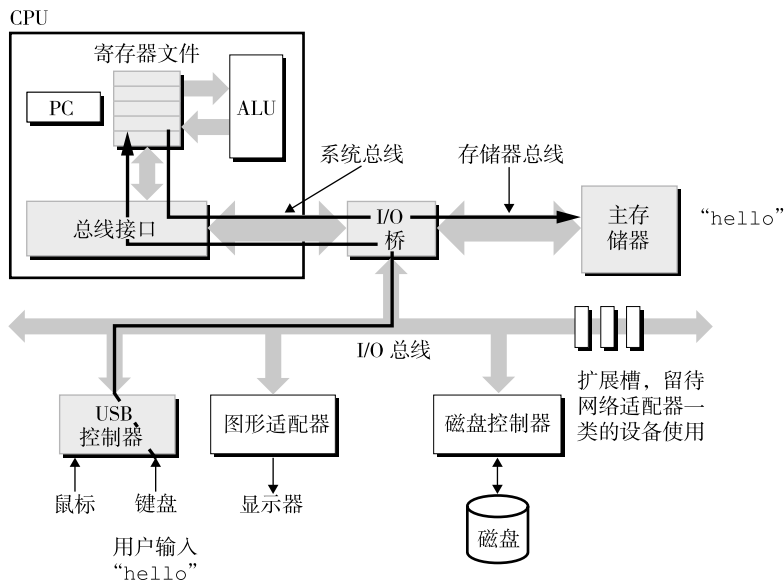 CPU
寄存器文件
PC
ALU
系统总线
存储器总线
总线接口
I/O
桥
主存
储器
“hello”
I/O 总线
扩展槽，留待
网络适配器一
类的设备使用
USB
控制器
图形适配器
磁盘控制器
鼠标
键盘
显示器
磁盘
用户输入
“hello”